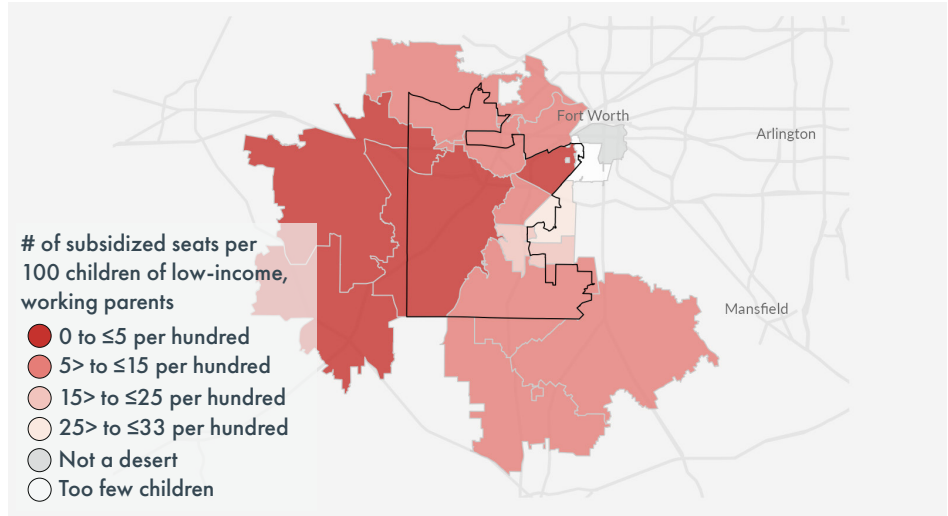 Fort Worth
Arlington
# of subsidized seats per
100 children of low-income,
working parents
Mansfield
0 to ≤5 per hundred
5> to ≤15 per hundred
15> to ≤25 per hundred
25> to ≤33 per hundred
Not a desert
Too few children